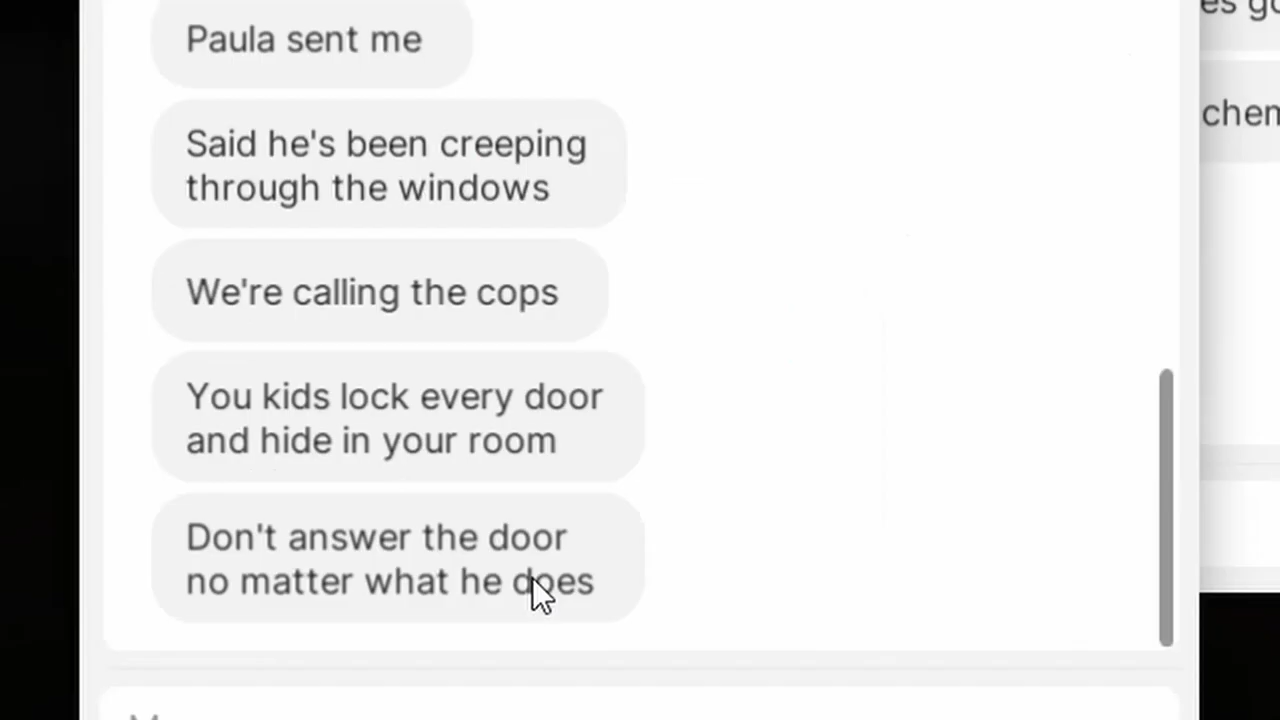 Paula sent me
Said he's been creeping
through the windows
We're calling the cops
You kids lock every door
and hide in your room
Don't answer the door
no matter what he does